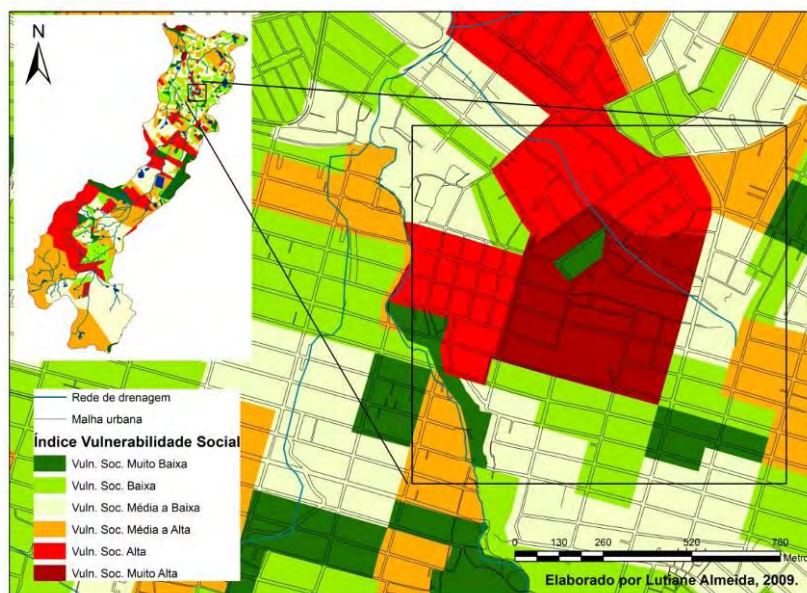 N
Rede de drenagem
Malha urbana
Índice Vulnerabilidade Social
Vuln. Soc. Muito Baixa
Vuln. Soc. Baixa
Vuln. Soc. Média a Baixa
Vuln. Soc. Média a Alta
Vuln. Soc. Alta
Vuln. Soc. Muito Alta
0 130 260 520 780
Metro
Elaborado por Lutiane Almeida, 2009.